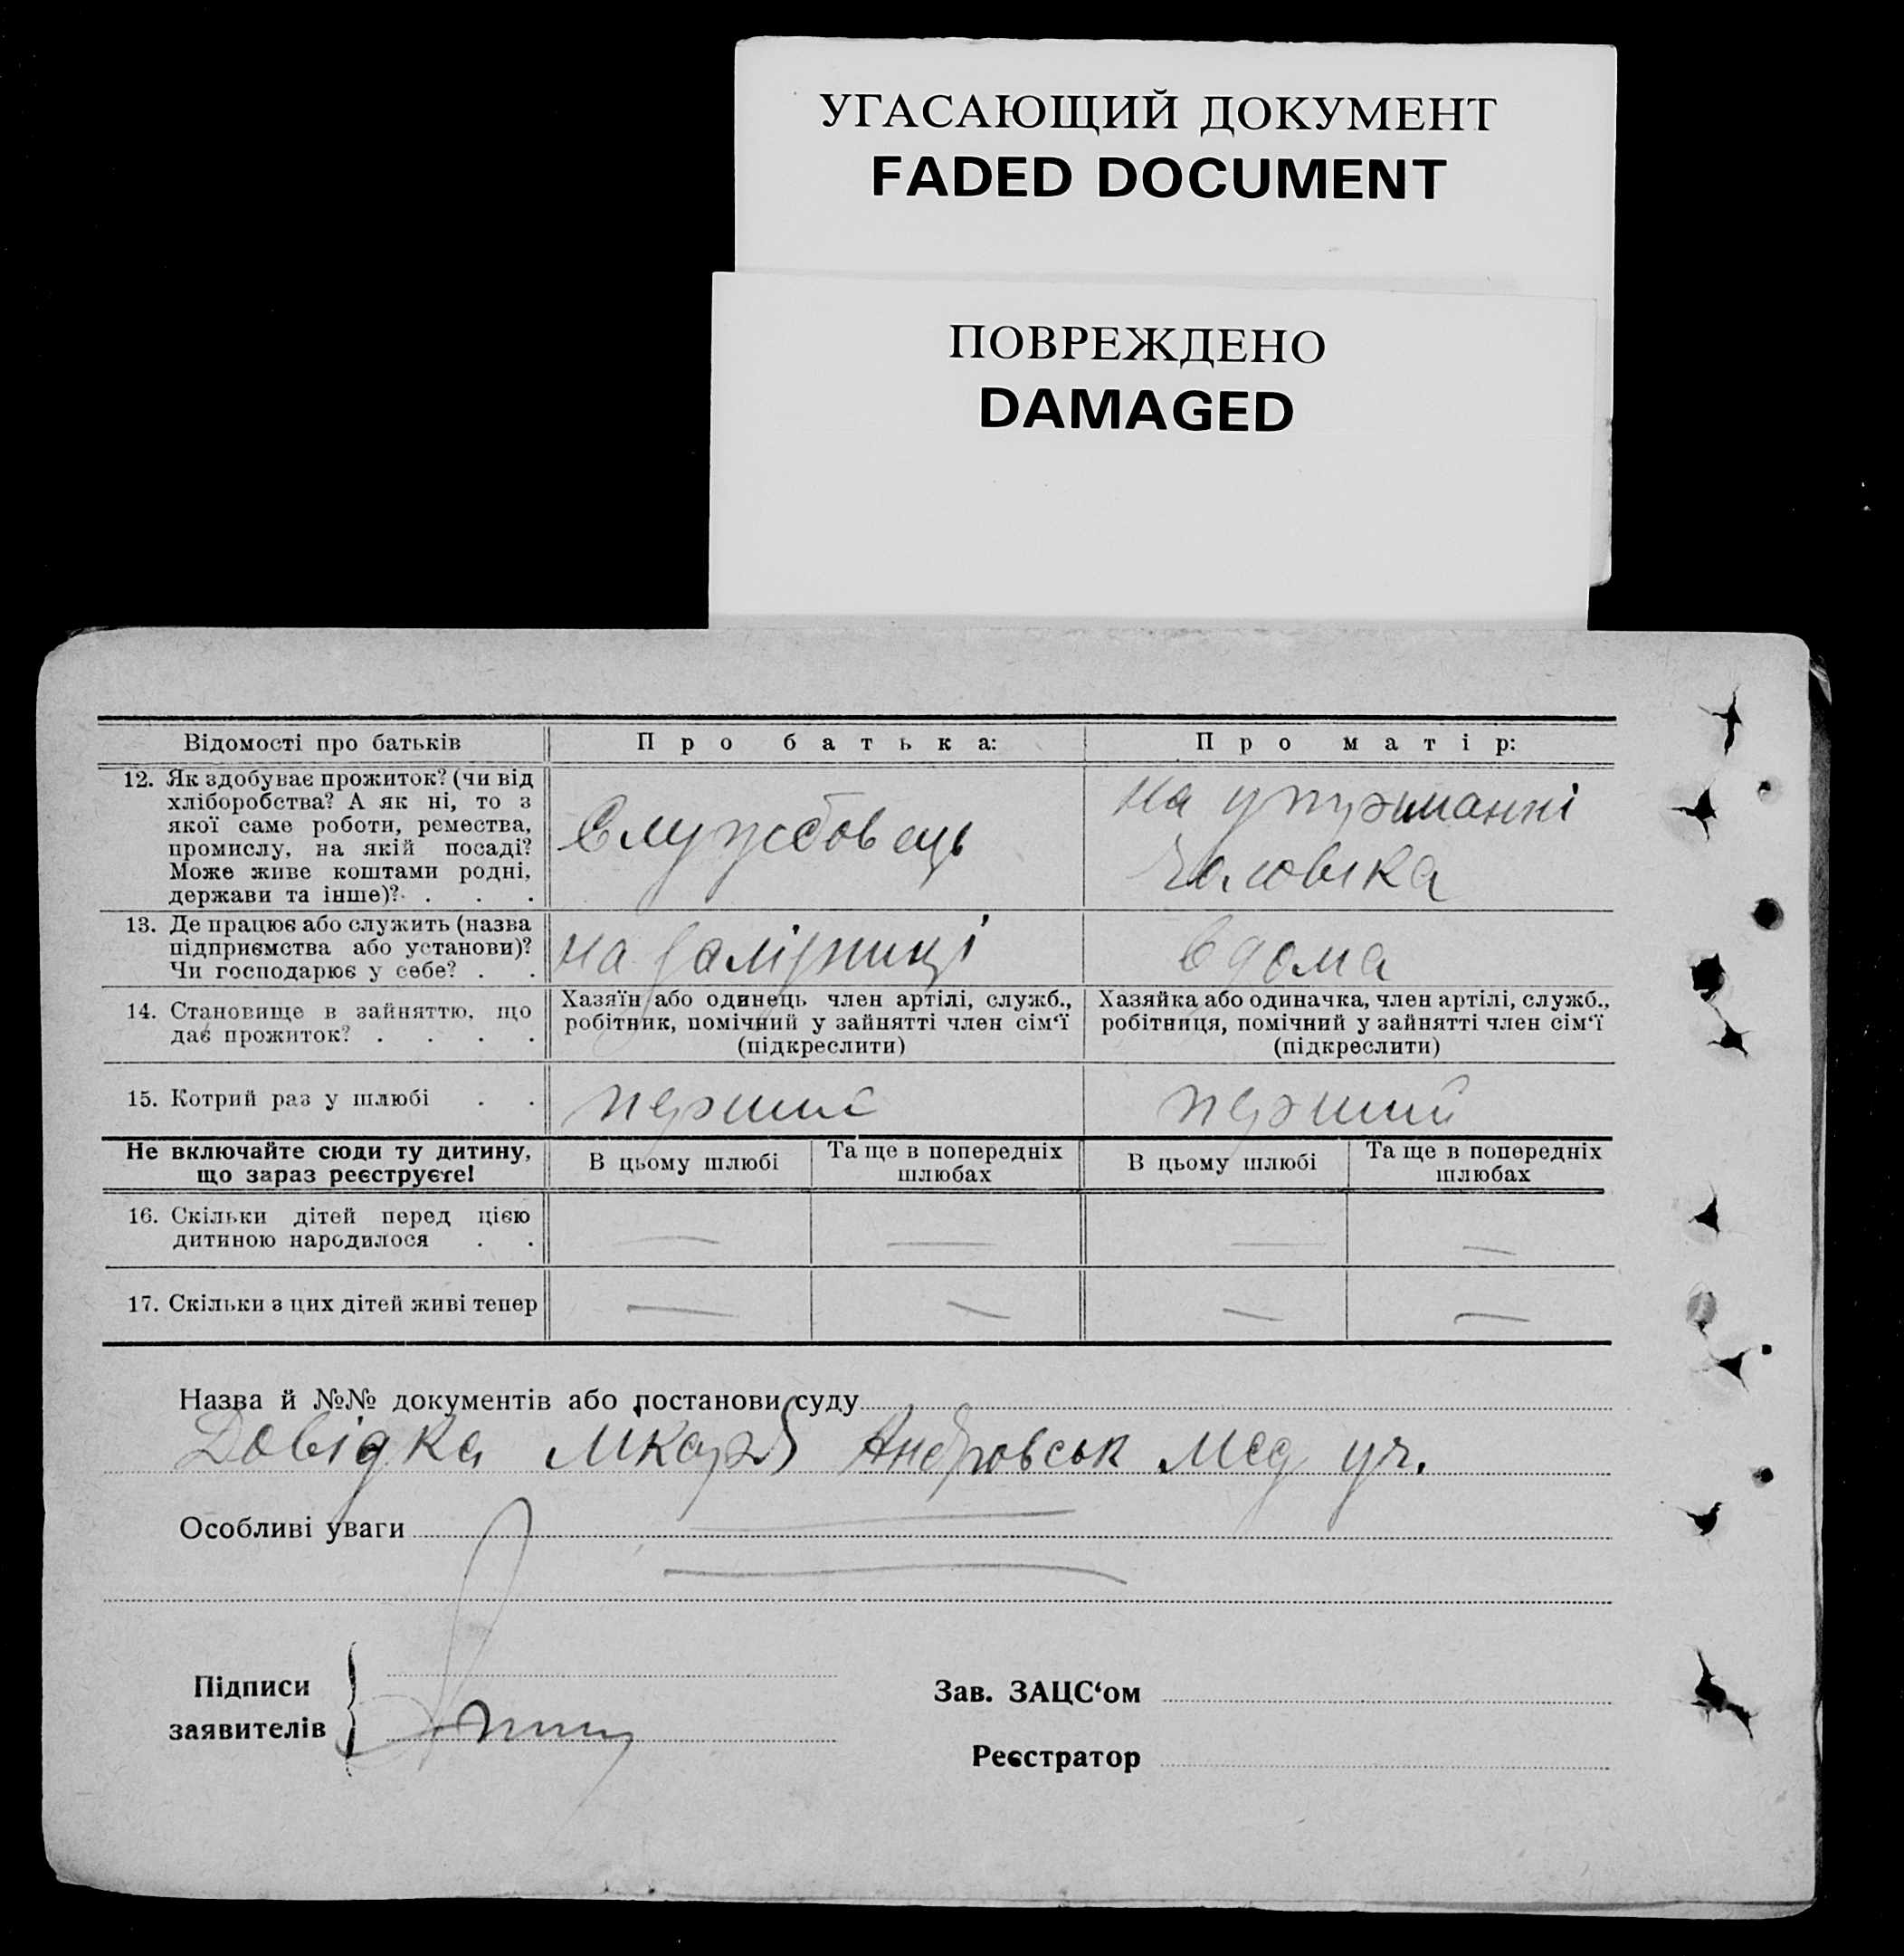 УГАСАЮЩИЙ ДОКУМЕНТ
FADED DOCUMENT
ПОВРЕЖДЕНО
DAMAGED
Відомості про батьків
Про батька:
Про матір:
12. Як здобуває прожиток? (чи від
хліборобства? А як ні, то з
якої саме роботи, ремества,
промислу, на якій посаді?
Може живе коштами родні,
держави та інше)? . . .
Службовець
на утриманні
Чоловіка
13. Де працює або служить (назва
підприємства або установи)?
Чи господарює у себе? . .
на залізниці
вдома
14. Становище в зайняттю, що
дає прожиток? . . . .
Хазяїн або одинець член артілі, служб.,
робітник, помічний у зайнятті член сім‘ї
(підкреслити)
Хазяйка або одиначка, член артілі, служб.,
робітниця, помічний у зайнятті член сім‘ї
(підкреслити)
15. Котрий раз у шлюбі . .
перший
перший
Не включайте сюди ту дитину,
що зараз реєструєте!
В цьому шлюбі
Та ще в попередніх
шлюбах
В цьому шлюбі
Та ще в попередніх
шлюбах
16. Скільки дітей перед цією
дитиною народилося . .
— — — —
17. Скільки з цих дітей живі тепер
— — — —
Назва й №№ документів або постанови суду
Довідка Мед уч.
Особливі уваги
Підписи
заявителів
Зав. ЗАЦС‘ом
Реєстратор